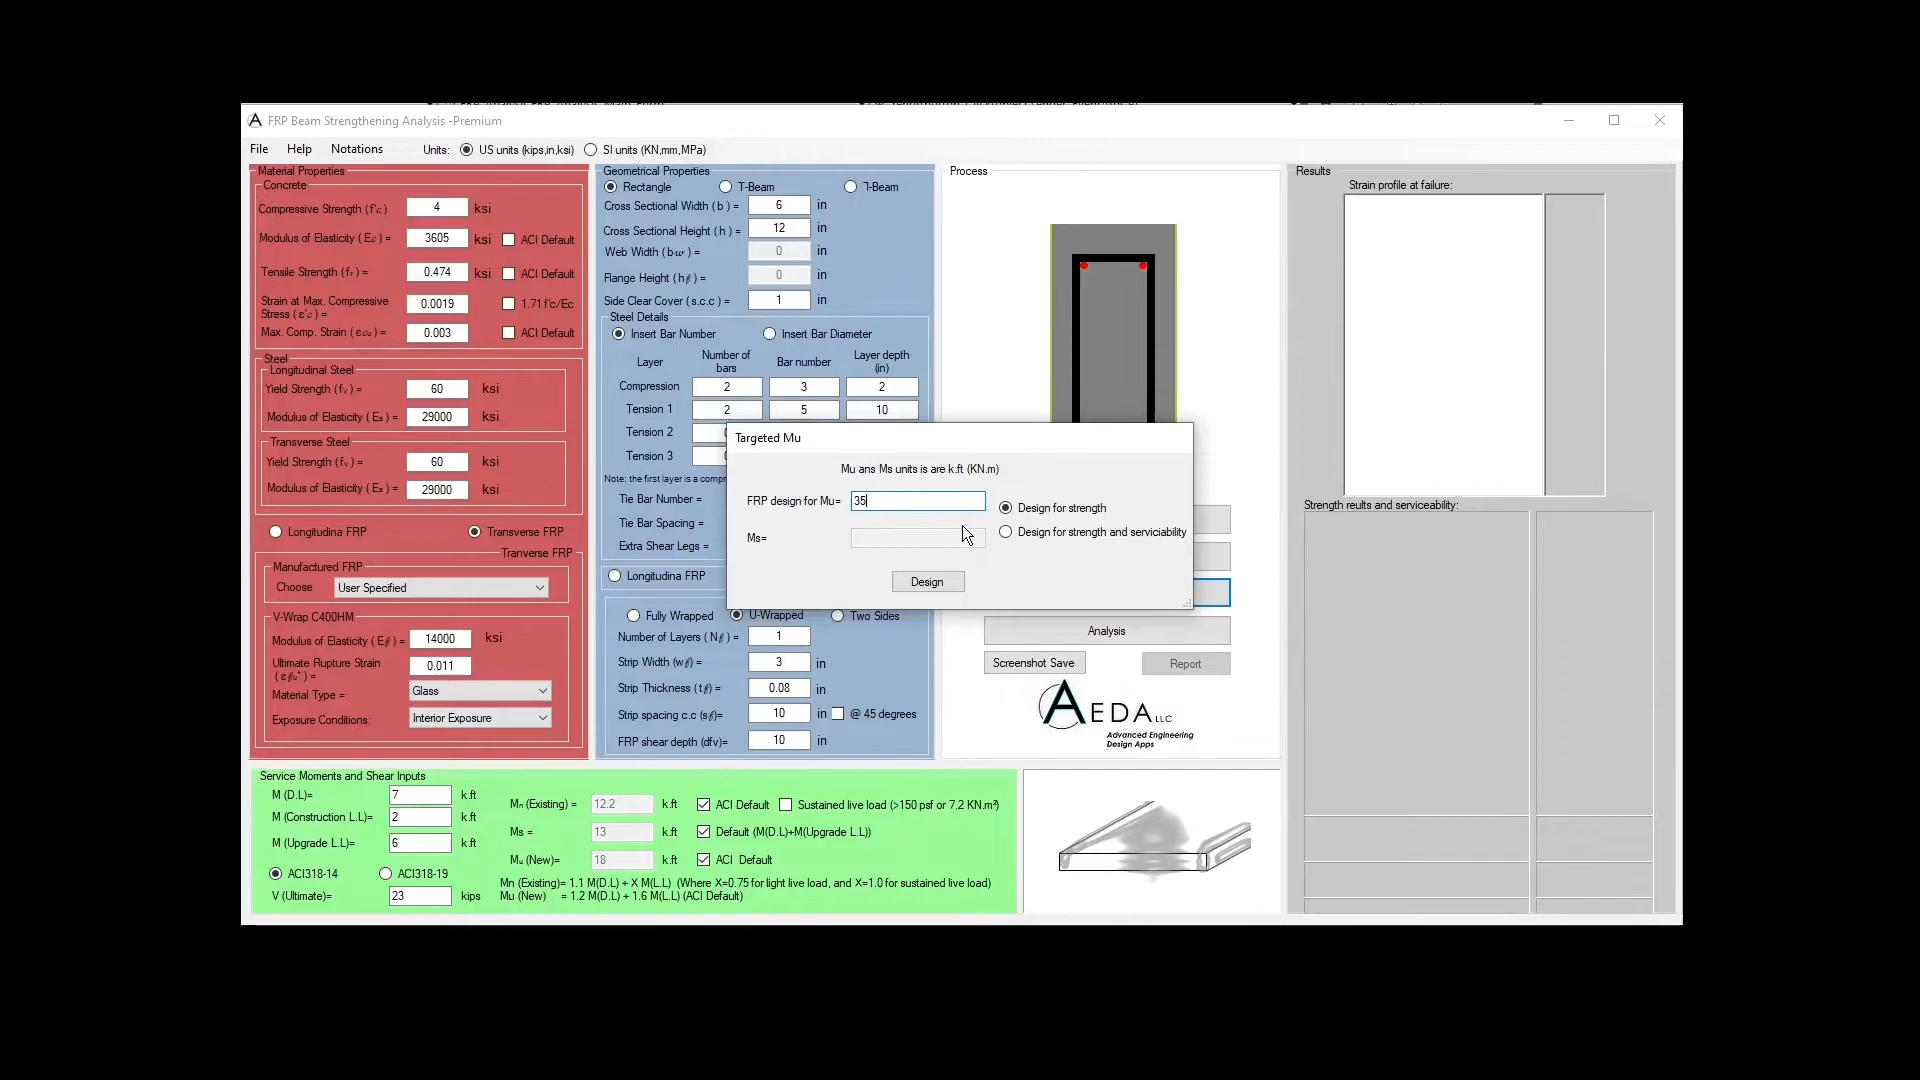 FRP Beam Strengthening Analysis -Premium
File Help Notations Units: US units (kips,in,ksi) SI units (KN,mm,MPa)
Material Properties
Concrete
Compressive Strength (f'c) 4 ksi
Modulus of Elasticity ( Ec ) = 3605 ksi ACI Default
Tensile Strength (fr ) = 0.474 ksi ACI Default
Strain at Max. Compressive
Stress ( ε'c ) = 0.0019 1.71f'c/Ec
Max. Comp. Strain (εcu) = 0.003 ACI Default
Steel
Longitudinal Steel
Yield Strength ( fy ) = 60 ksi
Modulus of Elasticity ( Es ) = 29000 ksi
Transverse Steel
Yield Strength ( fy ) = 60 ksi
Modulus of Elasticity ( Es ) = 29000 ksi
Longitudina FRP Transverse FRP
Tranverse FRP
Manufactured FRP
Choose User Specified
V-Wrap C400HM
Modulus of Elasticity ( Ef ) = 14000 ksi
Ultimate Rupture Strain
( εfu* ) = 0.011
Material Type = Glass
Exposure Conditions: Interior Exposure
Geometrical Properties
Rectangle T-Beam T-Beam
Cross Sectional Width ( b ) = 6 in
Cross Sectional Height ( h ) = 12 in
Web Width ( bw ) = 0 in
Flange Height ( hf ) = 0 in
Side Clear Cover ( s.c.c ) = 1 in
Steel Details
Insert Bar Number Insert Bar Diameter
Layer Number of bars Bar number Layer depth (in)
Compression 2 3 2
Tension 1 2 5 10
Tension 2
Tension 3
Note: the first layer is a compr
Tie Bar Number =
Tie Bar Spacing =
Extra Shear Legs =
Longitudina FRP
Fully Wrapped U-Wrapped Two Sides
Number of Layers ( Nf ) = 1
Strip Width (wf) = 3 in
Strip Thickness ( tf ) = 0.08 in
Strip spacing c.c (sf)= 10 in @ 45 degrees
FRP shear depth (dfv)= 10 in
Targeted Mu
Mu ans Ms units is are k.ft (KN.m)
FRP design for Mu= 35 Design for strength
Ms= Design for strength and serviciability
Design
Process
Analysis
Screenshot Save Report
AEDA LLC
Advanced Engineering
Design Apps
Results
Strain profile at failure:
Strength reults and serviceability:
Service Moments and Shear Inputs
M (D.L)= 7 k.ft
M (Construction L.L)= 2 k.ft
M (Upgrade L.L)= 6 k.ft
ACI318-14 ACI318-19
V (Ultimate)= 23 kips
Mn (Existing) = 12.2 k.ft ACI Default Sustained live load (>150 psf or 7.2 KN.m²)
Ms = 13 k.ft Default (M(D.L)+M(Upgrade L.L))
Mu (New)= 18 k.ft ACI Default
Mn (Existing)= 1.1 M(D.L) + X M(L.L) (Where X=0.75 for light live load, and X=1.0 for sustained live load)
Mu (New) = 1.2 M(D.L) + 1.6 M(L.L) (ACI Default)